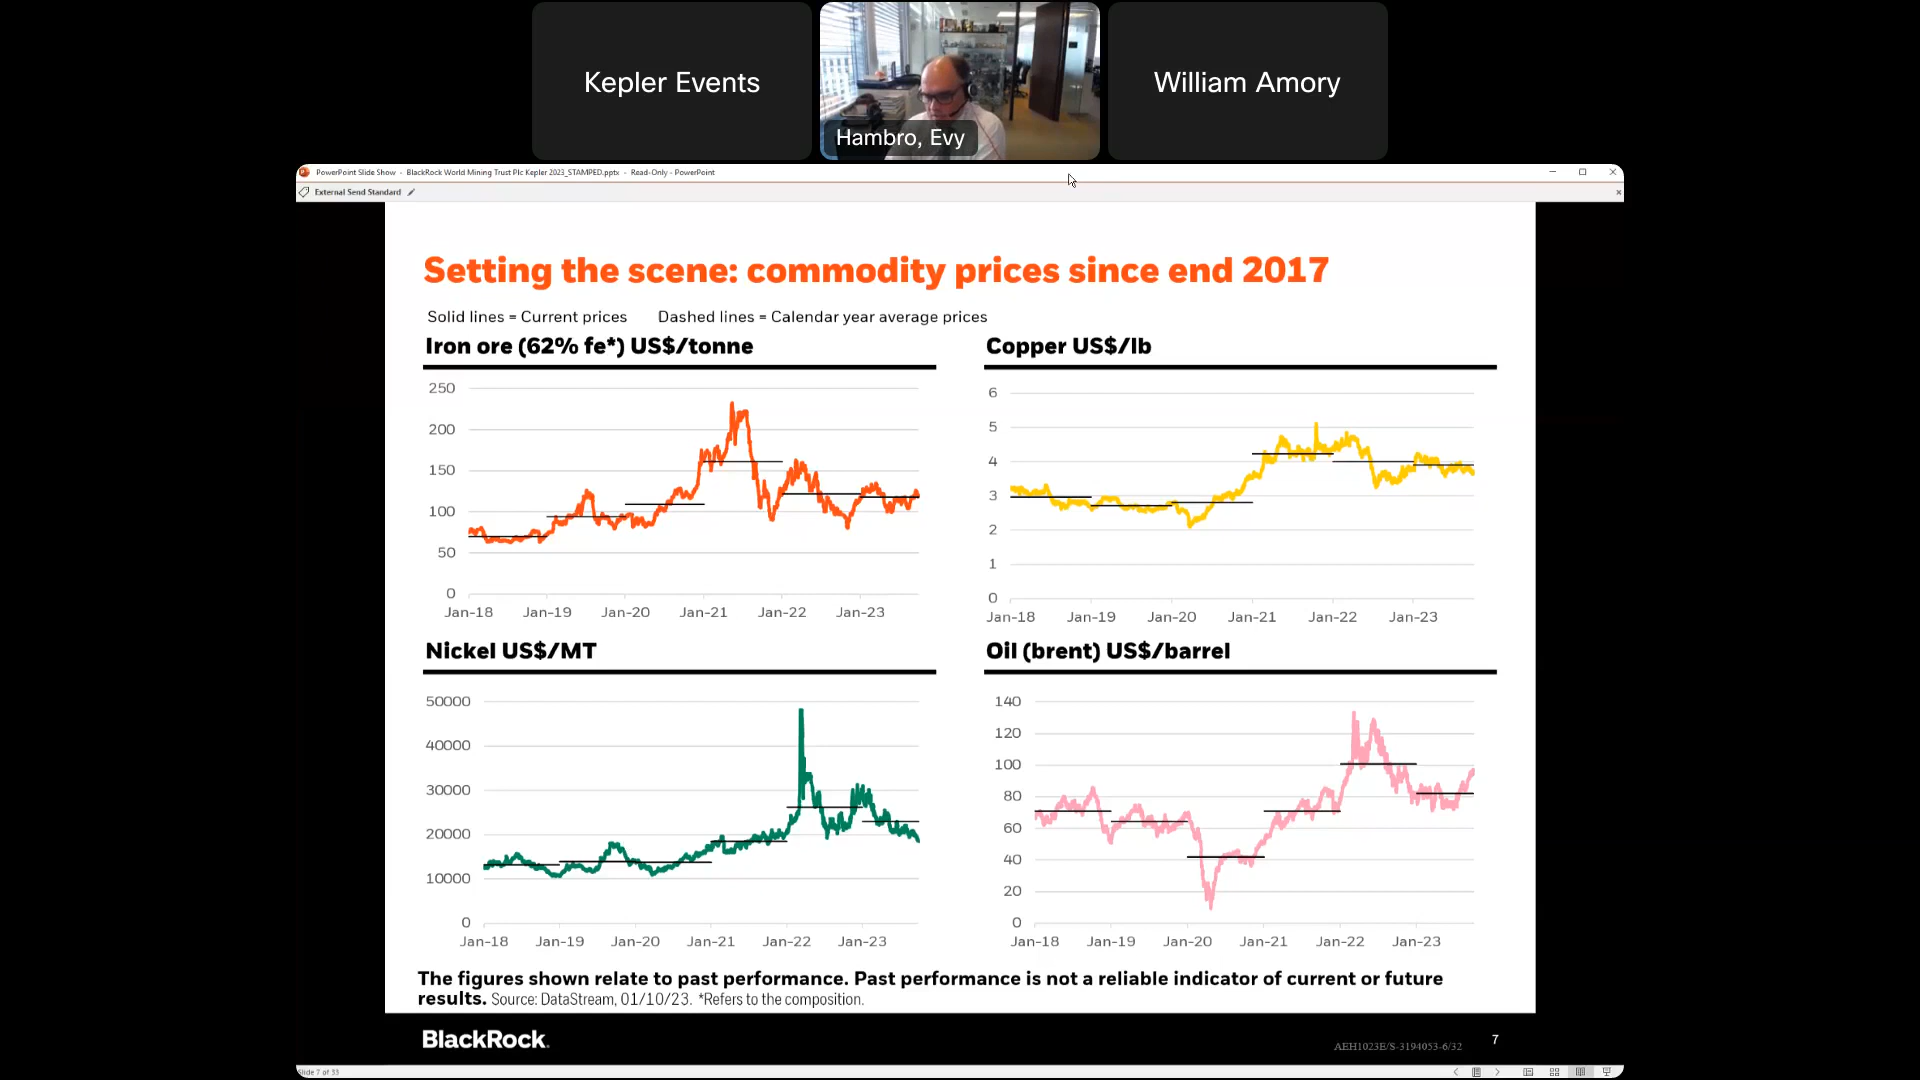 Kepler Events
Hambro, Evy
William Amory
PowerPoint Slide Show - BlackRock World Mining Trust Plc Kepler 2023_STAMPED.pptx - Read-Only - PowerPoint
External Send Standard
Setting the scene: commodity prices since end 2017
Solid lines = Current prices Dashed lines = Calendar year average prices
Iron ore (62% fe*) US$/tonne
250
200
150
100
50
0
Jan-18 Jan-19 Jan-20 Jan-21 Jan-22 Jan-23
Copper US$/lb
6
5
4
3
2
1
0
Jan-18 Jan-19 Jan-20 Jan-21 Jan-22 Jan-23
Nickel US$/MT
50000
40000
30000
20000
10000
0
Jan-18 Jan-19 Jan-20 Jan-21 Jan-22 Jan-23
Oil (brent) US$/barrel
140
120
100
80
60
40
20
0
Jan-18 Jan-19 Jan-20 Jan-21 Jan-22 Jan-23
The figures shown relate to past performance. Past performance is not a reliable indicator of current or future
results. Source: DataStream, 01/10/23. *Refers to the composition.
BlackRock.
AEH1023E/S-3194053-6/32
7
Slide 7 of 33